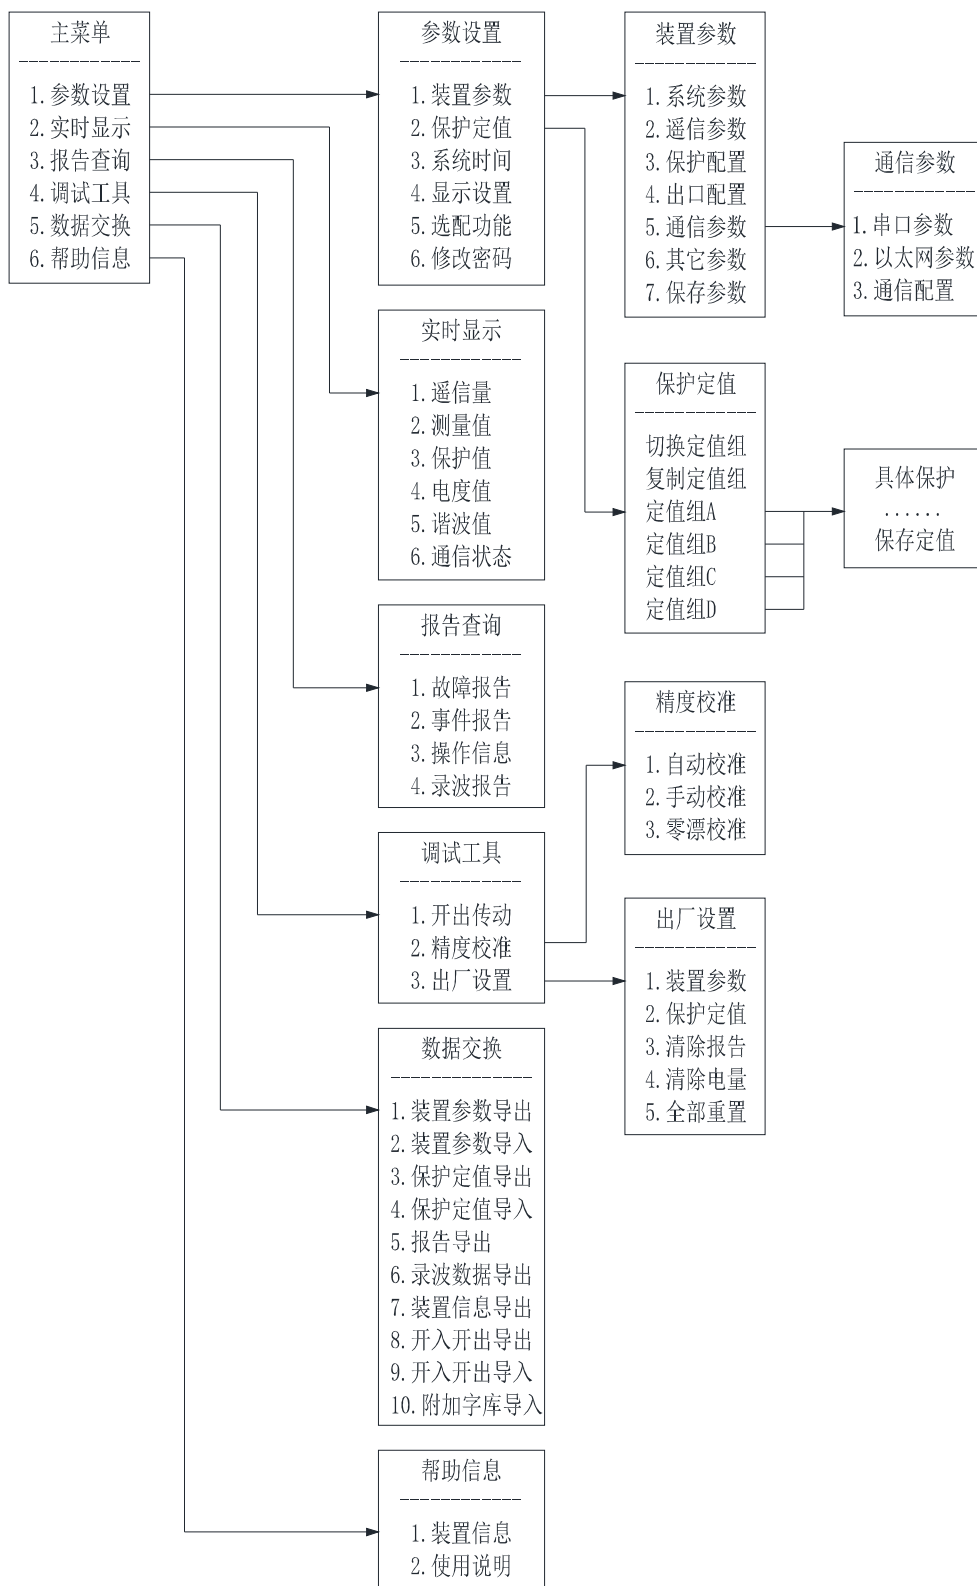 主菜单
1.参数设置
2.实时显示
3.报告查询
4.调试工具
5.数据交换
6.帮助信息
参数设置
1.装置参数
2.保护定值
3.系统时间
4.显示设置
5.选配功能
6.修改密码
装置参数
1.系统参数
2.遥信参数
3.保护配置
4.出口配置
5.通信参数
6.其它参数
7.保存参数
通信参数
1.串口参数
2.以太网参数
3.通信配置
实时显示
1.遥信量
2.测量值
3.保护值
4.电度值
5.谐波值
6.通信状态
保护定值
切换定值组
复制定值组
定值组A
定值组B
定值组C
定值组D
具体保护
......
保存定值
报告查询
1.故障报告
2.事件报告
3.操作信息
4.录波报告
精度校准
1.自动校准
2.手动校准
3.零漂校准
调试工具
1.开出传动
2.精度校准
3.出厂设置
出厂设置
1.装置参数
2.保护定值
3.清除报告
4.清除电量
5.全部重置
数据交换
1.装置参数导出
2.装置参数导入
3.保护定值导出
4.保护定值导入
5.报告导出
6.录波数据导出
7.装置信息导出
8.开入开出导出
9.开入开出导入
10.附加字库导入
帮助信息
1.装置信息
2.使用说明